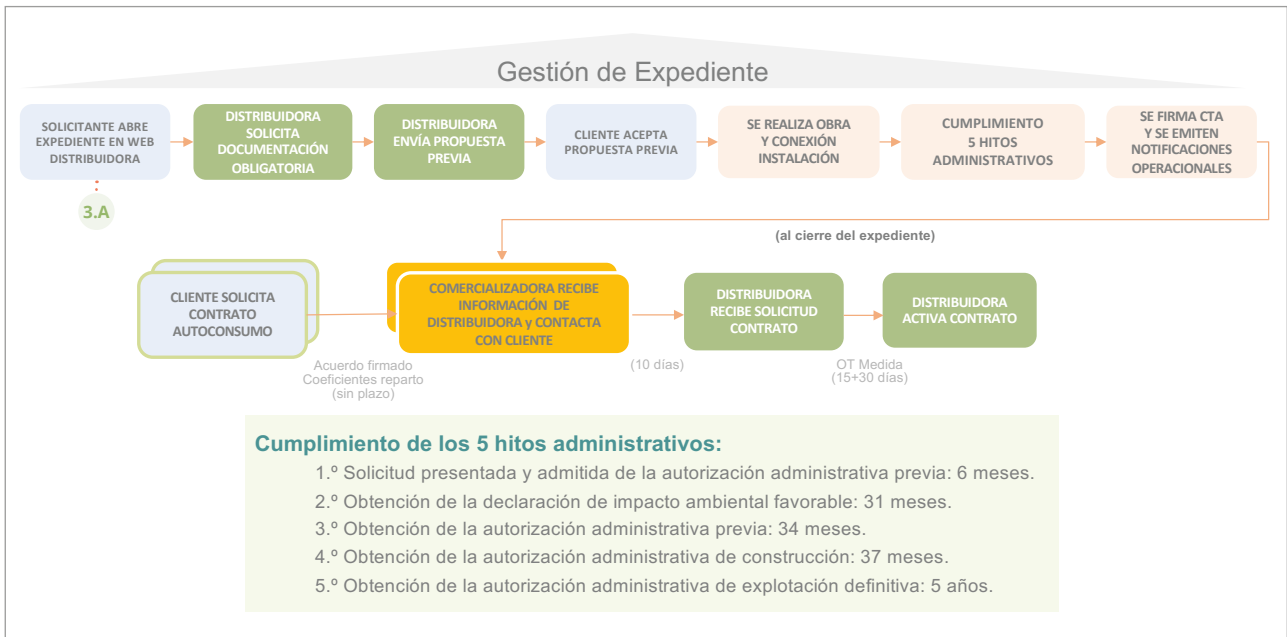 Gestión de Expediente
SOLICITANTE ABRE
EXPEDIENTE EN WEB
DISTRIBUIDORA
DISTRIBUIDORA
SOLICITA
DOCUMENTACIÓN
OBLIGATORIA
DISTRIBUIDORA
ENVÍA PROPUESTA
PREVIA
CLIENTE ACEPTA
PROPUESTA PREVIA
SE REALIZA OBRA
Y CONEXIÓN
INSTALACIÓN
CUMPLIMIENTO
5 HITOS
ADMINISTRATIVOS
SE FIRMA CTA
Y SE EMITEN
NOTIFICACIONES
OPERACIONALES
3.A
(al cierre del expediente)
CLIENTE SOLICITA
CONTRATO
AUTOCONSUMO
Acuerdo firmado
Coeficientes reparto
(sin plazo)
COMERCIALIZADORA RECIBE
INFORMACIÓN DE
DISTRIBUIDORA y CONTACTA
CON CLIENTE
(10 días)
DISTRIBUIDORA
RECIBE SOLICITUD
CONTRATO
OT Medida
(15+30 días)
DISTRIBUIDORA
ACTIVA CONTRATO
Cumplimiento de los 5 hitos administrativos:
1.º Solicitud presentada y admitida de la autorización administrativa previa: 6 meses.
2.º Obtención de la declaración de impacto ambiental favorable: 31 meses.
3.º Obtención de la autorización administrativa previa: 34 meses.
4.º Obtención de la autorización administrativa de construcción: 37 meses.
5.º Obtención de la autorización administrativa de explotación definitiva: 5 años.